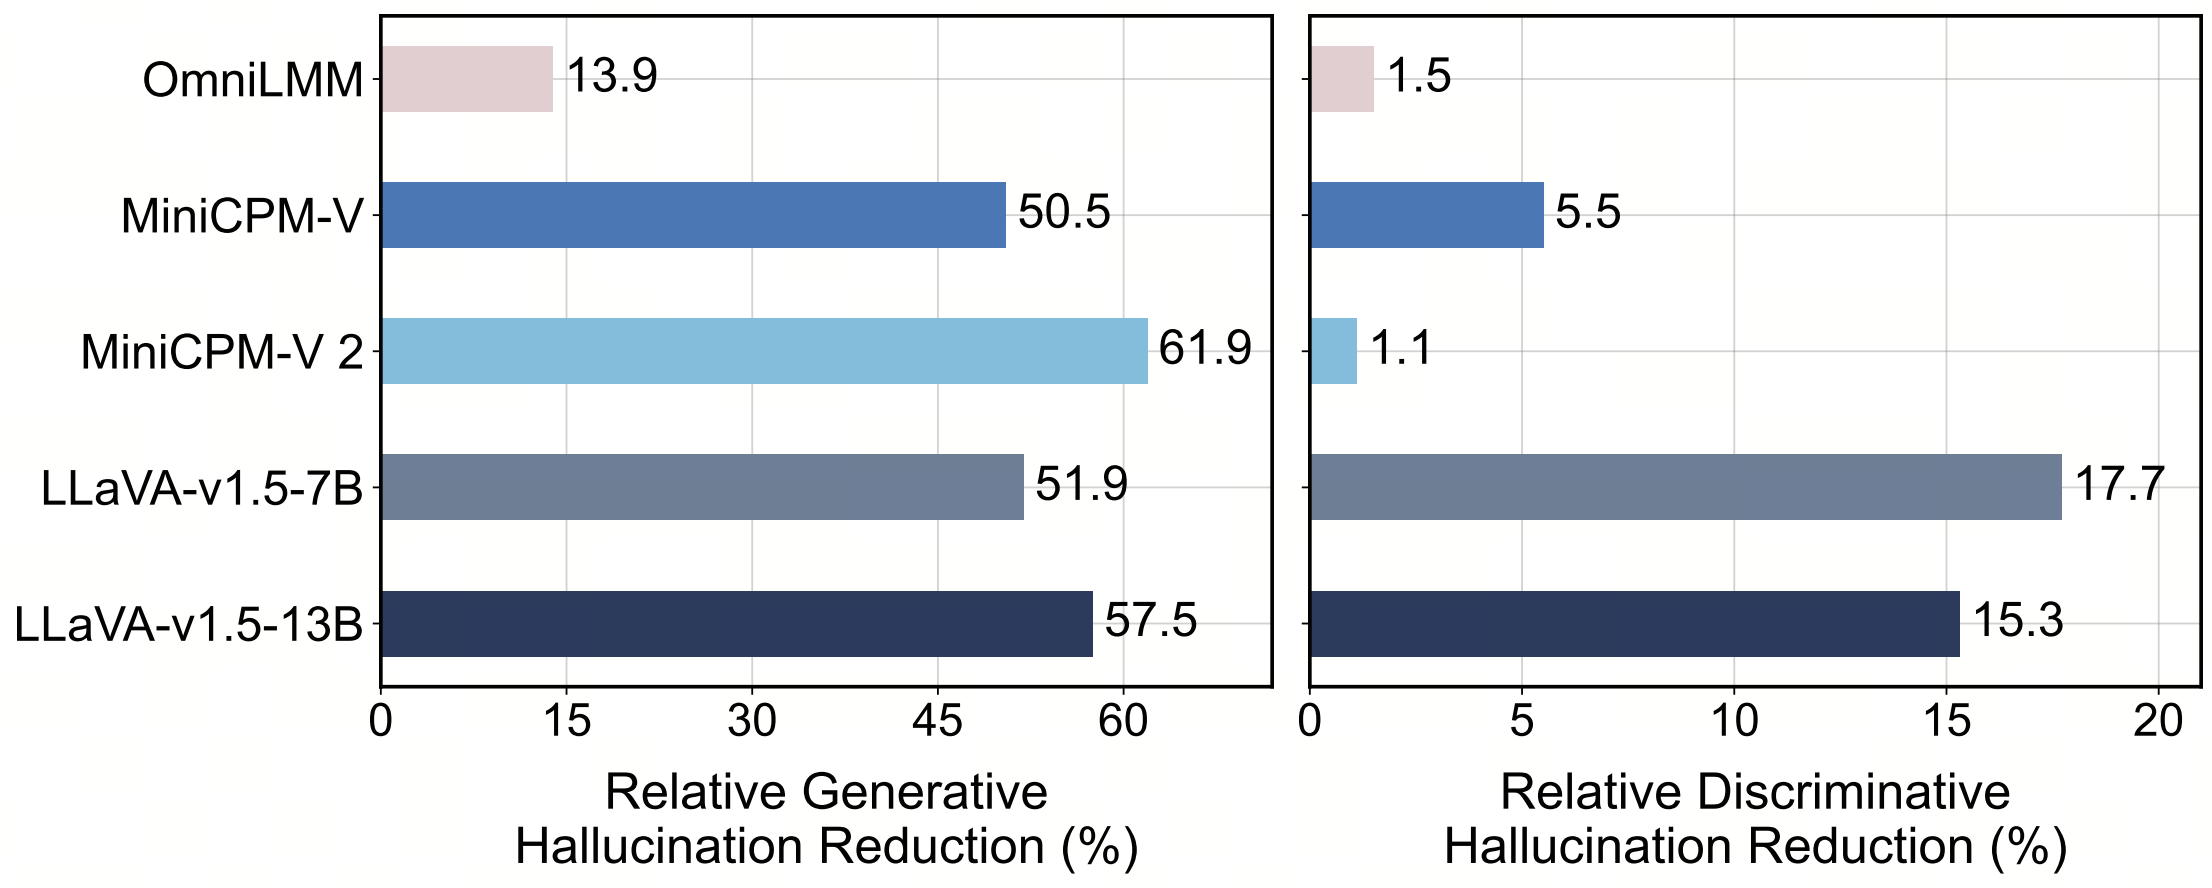 OmniLMM
13.9
1.5
MiniCPM-V
50.5
5.5
MiniCPM-V 2
61.9
1.1
LLaVA-v1.5-7B
51.9
17.7
LLaVA-v1.5-13B
57.5
15.3
0 15 30 45 60
0 5 10 15 20
Relative Generative
Hallucination Reduction (%)
Relative Discriminative
Hallucination Reduction (%)